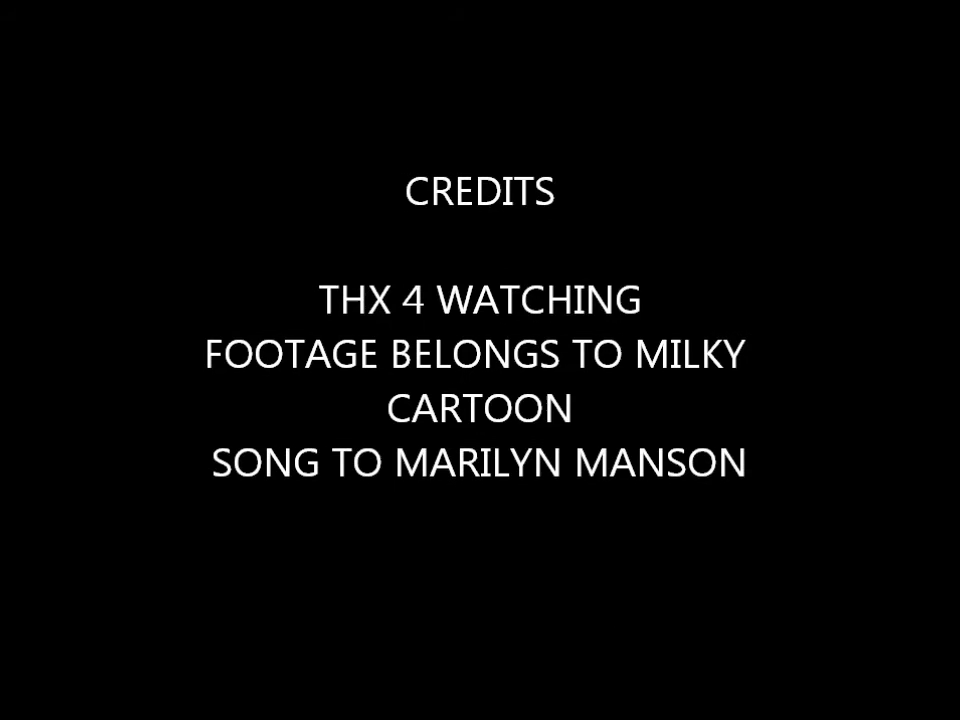 CREDITS
THX 4 WATCHING
FOOTAGE BELONGS TO MILKY
CARTOON
SONG TO MARILYN MANSON